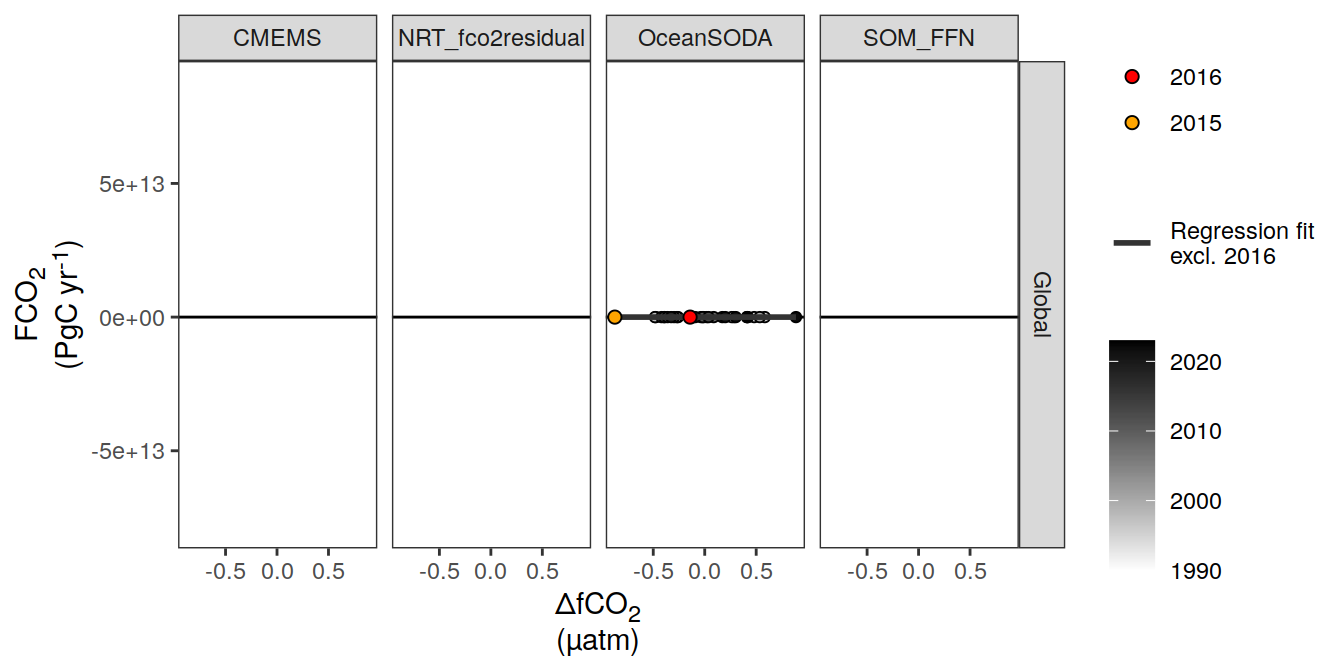 CMEMS NRT_fco2residual OceanSODA SOM_FFN
2016
2015
Regression fit
excl. 2016
2020
2010
2000
1990
Global
5e+13
0e+00
-5e+13
FCO2
(PgC yr-1)
-0.5 0.0 0.5 -0.5 0.0 0.5 -0.5 0.0 0.5 -0.5 0.0 0.5
ΔfCO2
(µatm)